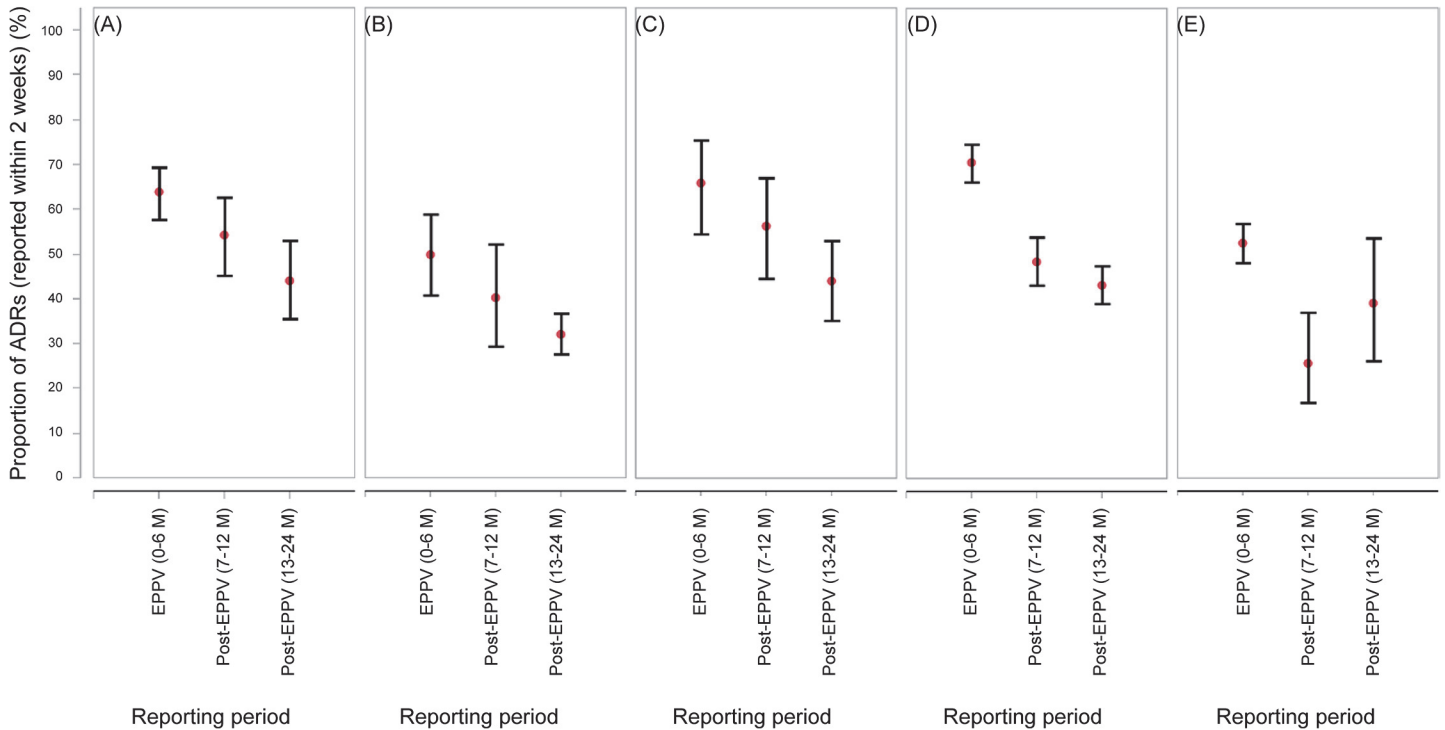 Proportion of ADRs (reported within 2 weeks) (%)
100
90
80
70
60
50
40
30
20
10
0
(A)
EPPV (0-6 M)
Post-EPPV (7-12 M)
Post-EPPV (13-24 M)
Reporting period
(B)
EPPV (0-6 M)
Post-EPPV (7-12 M)
Post-EPPV (13-24 M)
Reporting period
(C)
EPPV (0-6 M)
Post-EPPV (7-12 M)
Post-EPPV (13-24 M)
Reporting period
(D)
EPPV (0-6 M)
Post-EPPV (7-12 M)
Post-EPPV (13-24 M)
Reporting period
(E)
EPPV (0-6 M)
Post-EPPV (7-12 M)
Post-EPPV (13-24 M)
Reporting period